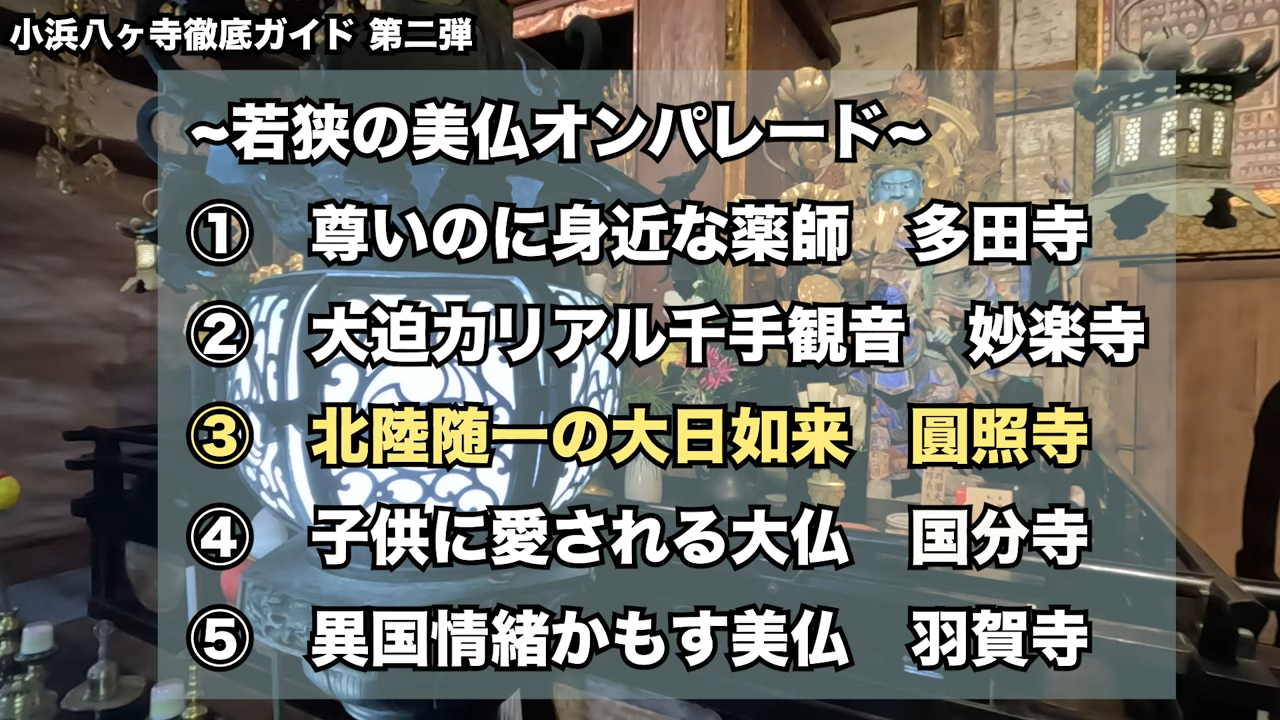 小浜八ヶ寺徹底ガイド 第二弾
~若狭の美仏オンパレード~
① 尊いのに身近な薬師 多田寺
② 大迫力リアル千手観音 妙楽寺
③ 北陸随一の大日如来 圓照寺
④ 子供に愛される大仏 国分寺
⑤ 異国情緒かもす美仏 羽賀寺